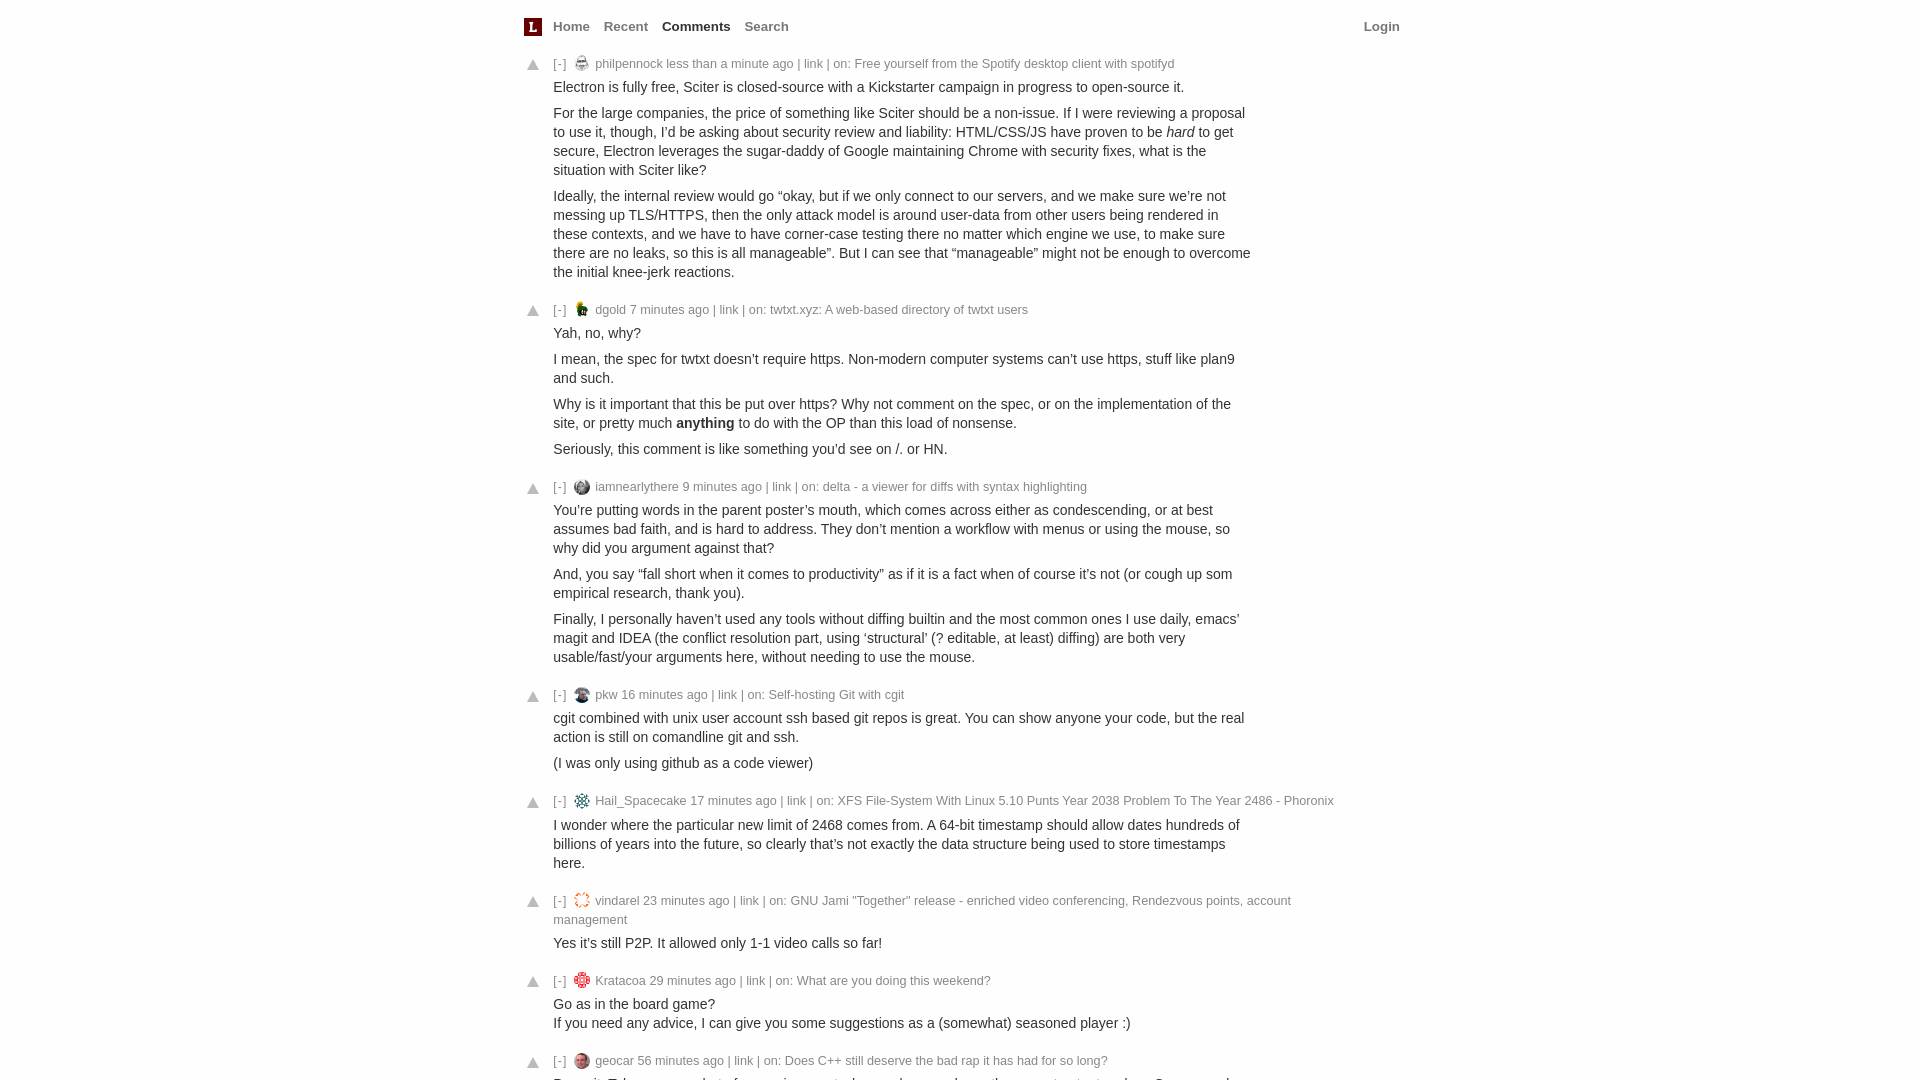 L Home Recent Comments Search Login
[-] philpennock less than a minute ago | link | on: Free yourself from the Spotify desktop client with spotifyd
Electron is fully free, Sciter is closed-source with a Kickstarter campaign in progress to open-source it.
For the large companies, the price of something like Sciter should be a non-issue. If I were reviewing a proposal
to use it, though, I’d be asking about security review and liability: HTML/CSS/JS have proven to be hard to get
secure, Electron leverages the sugar-daddy of Google maintaining Chrome with security fixes, what is the
situation with Sciter like?
Ideally, the internal review would go “okay, but if we only connect to our servers, and we make sure we’re not
messing up TLS/HTTPS, then the only attack model is around user-data from other users being rendered in
these contexts, and we have to have corner-case testing there no matter which engine we use, to make sure
there are no leaks, so this is all manageable”. But I can see that “manageable” might not be enough to overcome
the initial knee-jerk reactions.
[-] dgold 7 minutes ago | link | on: twtxt.xyz: A web-based directory of twtxt users
Yah, no, why?
I mean, the spec for twtxt doesn’t require https. Non-modern computer systems can’t use https, stuff like plan9
and such.
Why is it important that this be put over https? Why not comment on the spec, or on the implementation of the
site, or pretty much anything to do with the OP than this load of nonsense.
Seriously, this comment is like something you’d see on /. or HN.
[-] iamnearlythere 9 minutes ago | link | on: delta - a viewer for diffs with syntax highlighting
You’re putting words in the parent poster’s mouth, which comes across either as condescending, or at best
assumes bad faith, and is hard to address. They don’t mention a workflow with menus or using the mouse, so
why did you argument against that?
And, you say “fall short when it comes to productivity” as if it is a fact when of course it’s not (or cough up som
empirical research, thank you).
Finally, I personally haven’t used any tools without diffing builtin and the most common ones I use daily, emacs’
magit and IDEA (the conflict resolution part, using ‘structural’ (? editable, at least) diffing) are both very
usable/fast/your arguments here, without needing to use the mouse.
[-] pkw 16 minutes ago | link | on: Self-hosting Git with cgit
cgit combined with unix user account ssh based git repos is great. You can show anyone your code, but the real
action is still on comandline git and ssh.
(I was only using github as a code viewer)
[-] Hail_Spacecake 17 minutes ago | link | on: XFS File-System With Linux 5.10 Punts Year 2038 Problem To The Year 2486 - Phoronix
I wonder where the particular new limit of 2468 comes from. A 64-bit timestamp should allow dates hundreds of
billions of years into the future, so clearly that’s not exactly the data structure being used to store timestamps
here.
[-] vindarel 23 minutes ago | link | on: GNU Jami "Together" release - enriched video conferencing, Rendezvous points, account
management
Yes it’s still P2P. It allowed only 1-1 video calls so far!
[-] Kratacoa 29 minutes ago | link | on: What are you doing this weekend?
Go as in the board game?
If you need any advice, I can give you some suggestions as a (somewhat) seasoned player :)
[-] geocar 56 minutes ago | link | on: Does C++ still deserve the bad rap it has had for so long?